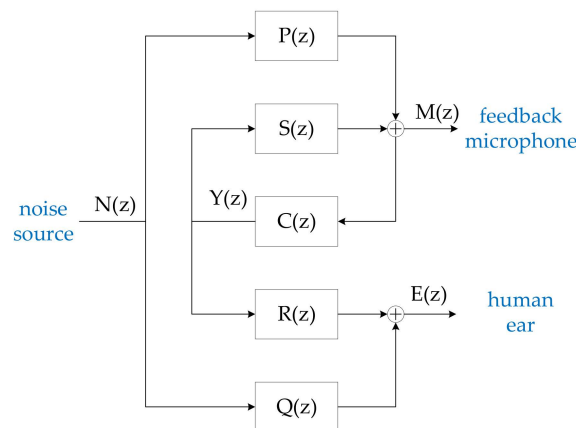 P(z)
S(z)
M(z)
feedback
microphone
noise
source
N(z)
Y(z)
C(z)
R(z)
E(z)
human
ear
Q(z)